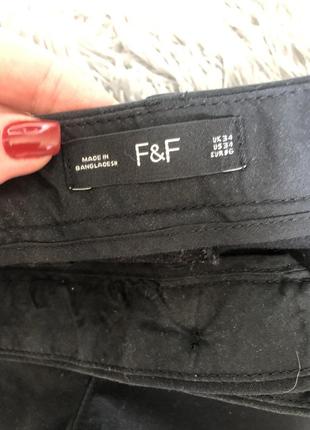 MADE IN
BANGLADESH
F&F
UK 34
US 34
EUR 86